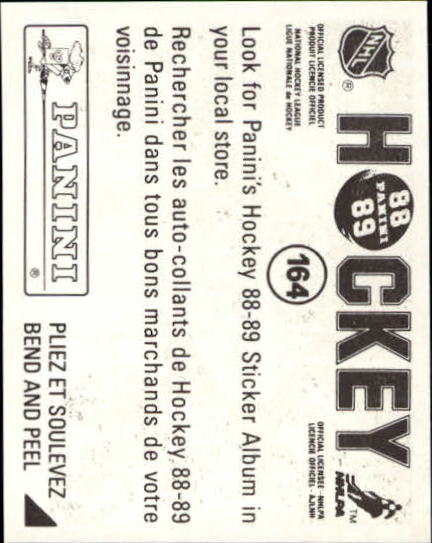 NHL
®
HOCKEY
88
PANINI
89
OFFICIAL LICENSED PRODUCT
PRODUIT LICENCIÉ OFFICIEL
NATIONAL HOCKEY LEAGUE
LIGUE NATIONALE de HOCKEY
164
TM
NHLPA
OFFICIAL LICENSEE-NHLPA
LICENCIÉ OFFICIEL-AJLNH
Look for Panini's Hockey 88-89 Sticker Album in
your local store.
Rechercher les auto-collants de Hockey 88-89
de Panini dans tous bons marchands de votre
voisinnage.
PANINI
®
PLIEZ ET SOULEVEZ
BEND AND PEEL